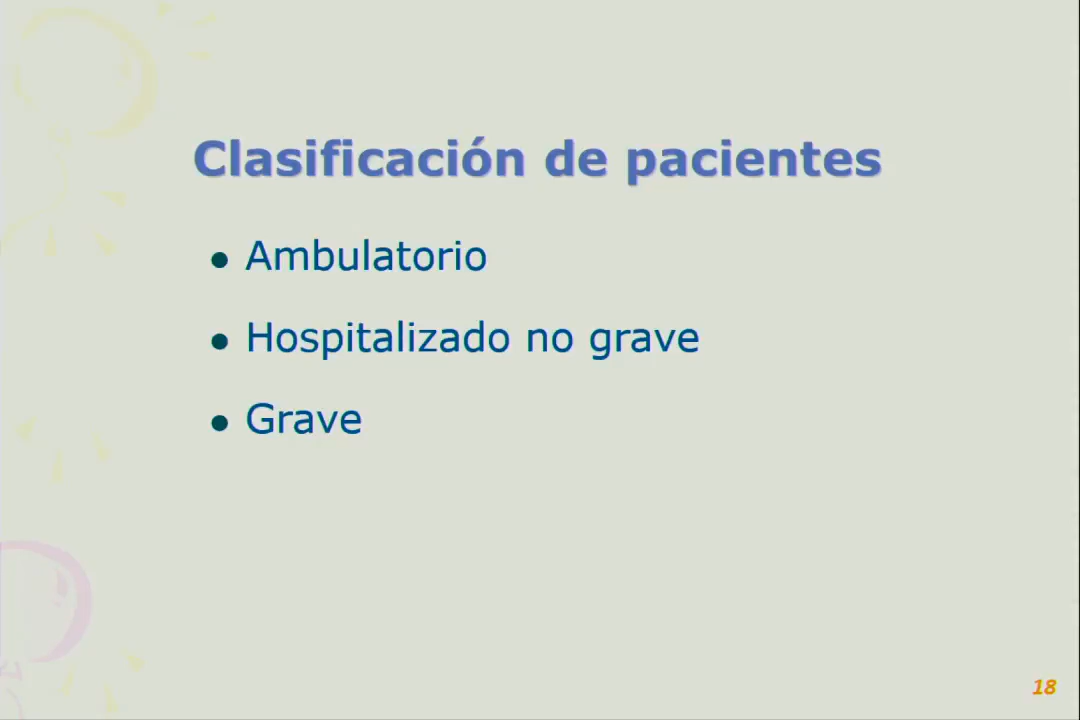 Clasificación de pacientes
Ambulatorio
Hospitalizado no grave
Grave
18